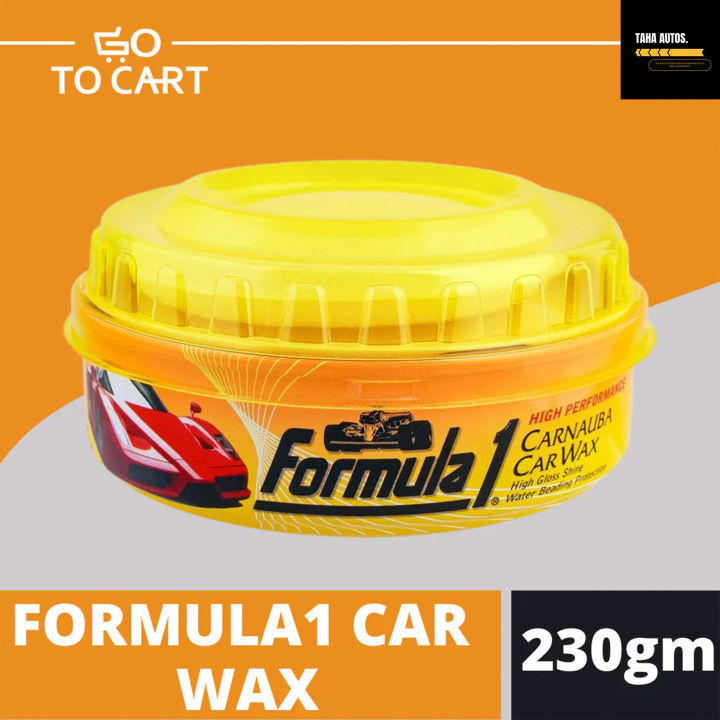 GO
TO CART
TAHA AUTOS.
HIGH PERFORMANCE
CARNAUBA
CAR WAX
High Gloss Shine
Water Beading Protection
Formula 1®
FORMULA1 CAR
WAX
230gm